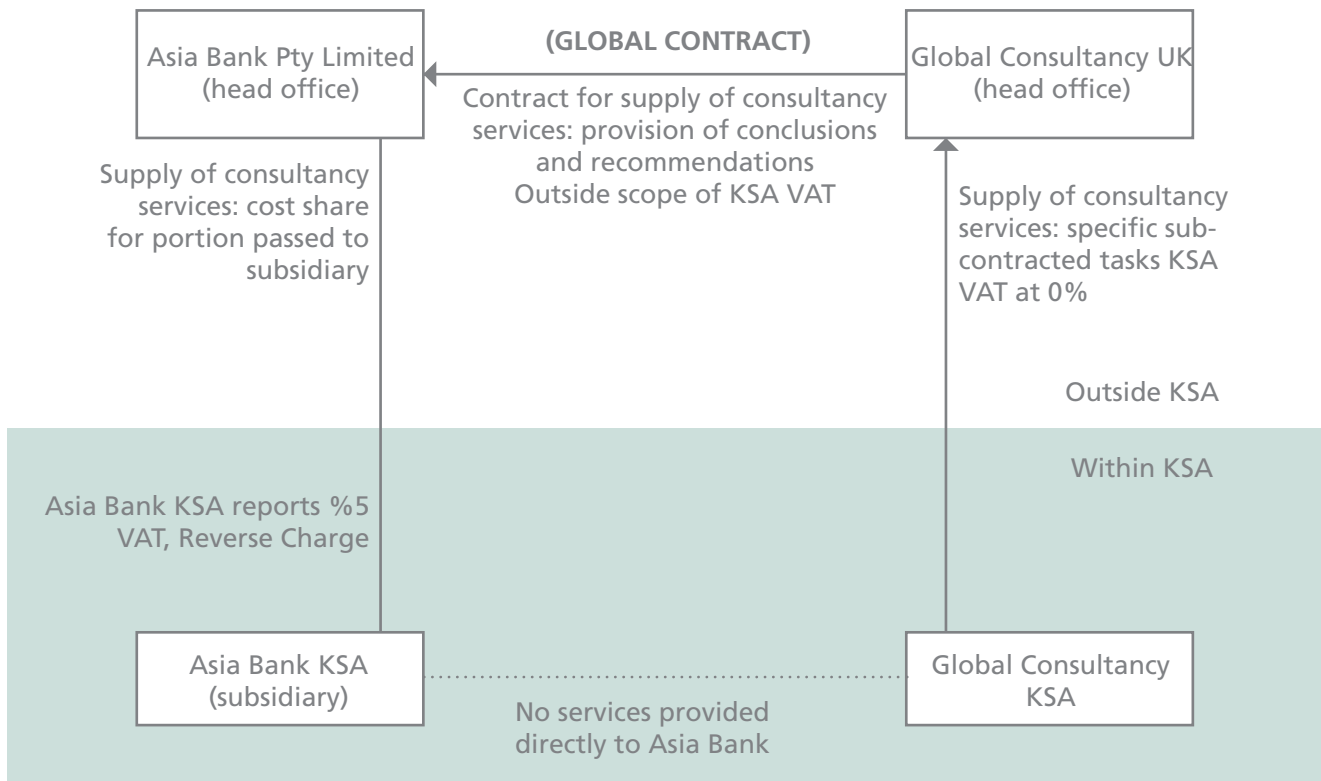 Asia Bank Pty Limited
(head office)
(GLOBAL CONTRACT)
Contract for supply of consultancy
services: provision of conclusions
and recommendations
Outside scope of KSA VAT
Global Consultancy UK
(head office)
Supply of consultancy
services: cost share
for portion passed to
subsidiary
Supply of consultancy
services: specific sub-
contracted tasks KSA
VAT at 0%
Outside KSA
Within KSA
Asia Bank KSA reports %5
VAT, Reverse Charge
Asia Bank KSA
(subsidiary)
No services provided
directly to Asia Bank
Global Consultancy
KSA